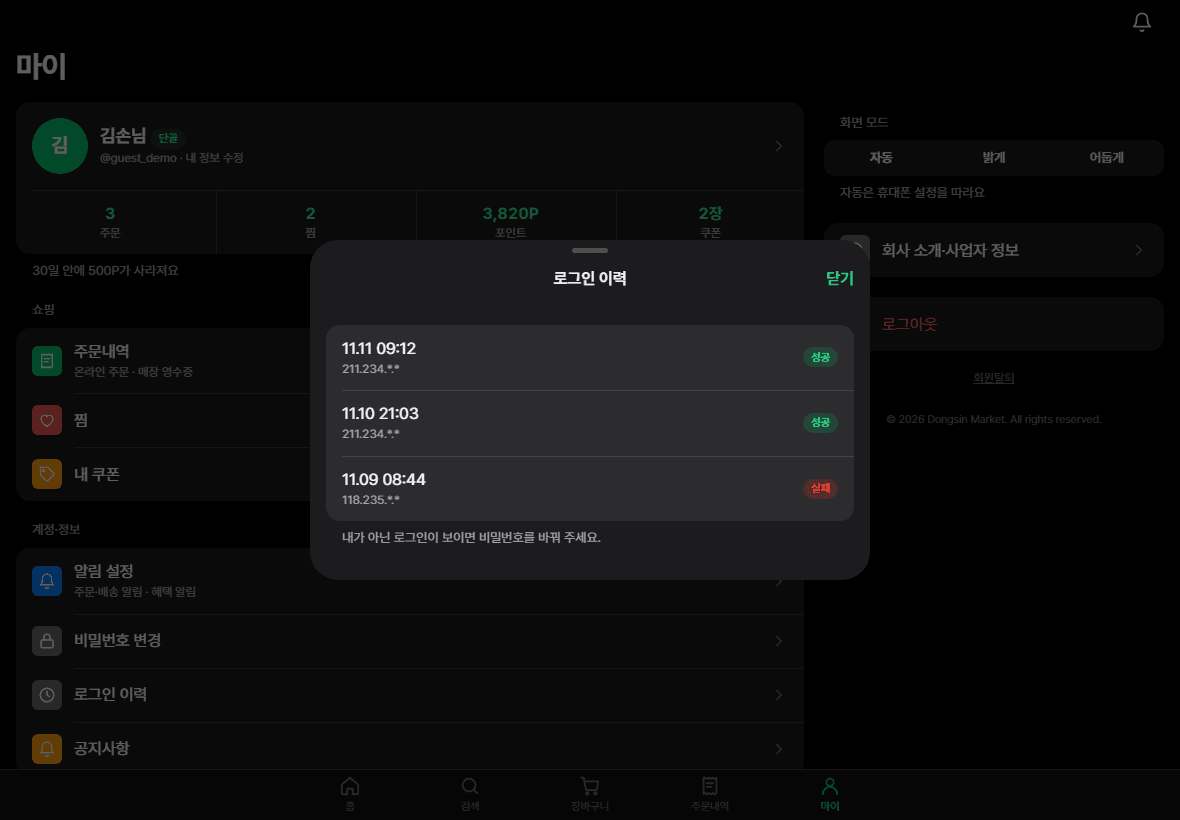 마이
김
김손님 단골
@guest_demo · 내 정보 수정
3
주문
2
찜
3,820P
포인트
2장
쿠폰
30일 안에 500P가 사라져요
쇼핑
주문내역
온라인 주문 · 매장 영수증
찜
내 쿠폰
계정·정보
알림 설정
주문·배송 알림 · 혜택 알림
비밀번호 변경
로그인 이력
공지사항
화면 모드
자동
밝게
어둡게
자동은 휴대폰 설정을 따라요
회사 소개·사업자 정보
로그아웃
회원탈퇴
© 2026 Dongsin Market. All rights reserved.
로그인 이력
닫기
11.11 09:12
211.234.*.*
성공
11.10 21:03
211.234.*.*
성공
11.09 08:44
118.235.*.*
실패
내가 아닌 로그인이 보이면 비밀번호를 바꿔 주세요.
홈
검색
장바구니
주문내역
마이